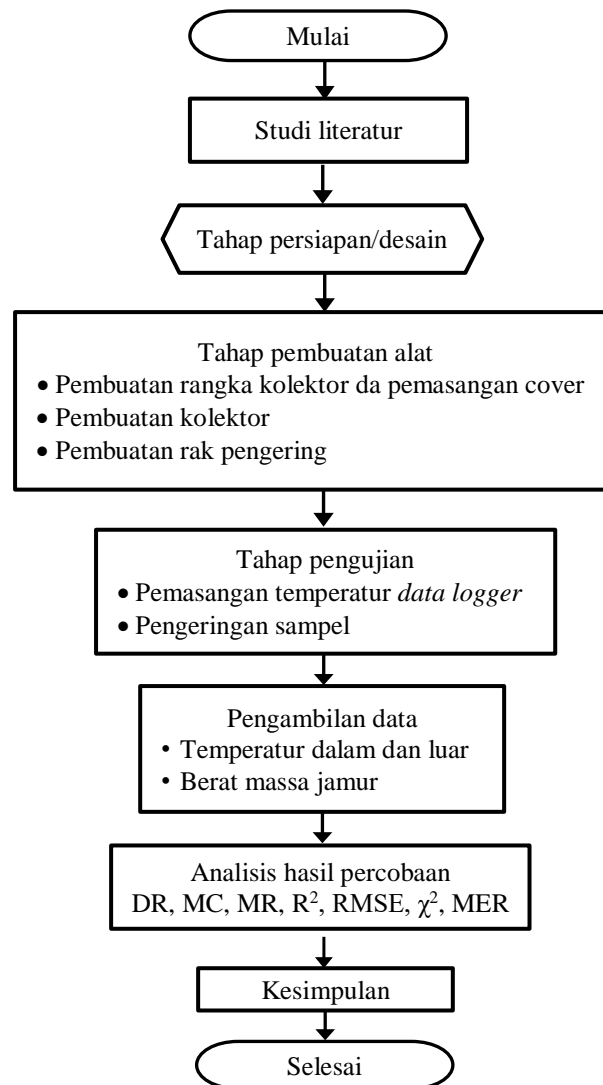 Mulai
Studi literatur
Tahap persiapan/desain
Tahap pembuatan alat
• Pembuatan rangka kolektor da pemasangan cover
• Pembuatan kolektor
• Pembuatan rak pengering
Tahap pengujian
• Pemasangan temperatur data logger
• Pengeringan sampel
Pengambilan data
• Temperatur dalam dan luar
• Berat massa jamur
Analisis hasil percobaan
DR, MC, MR, R², RMSE, χ², MER
Kesimpulan
Selesai